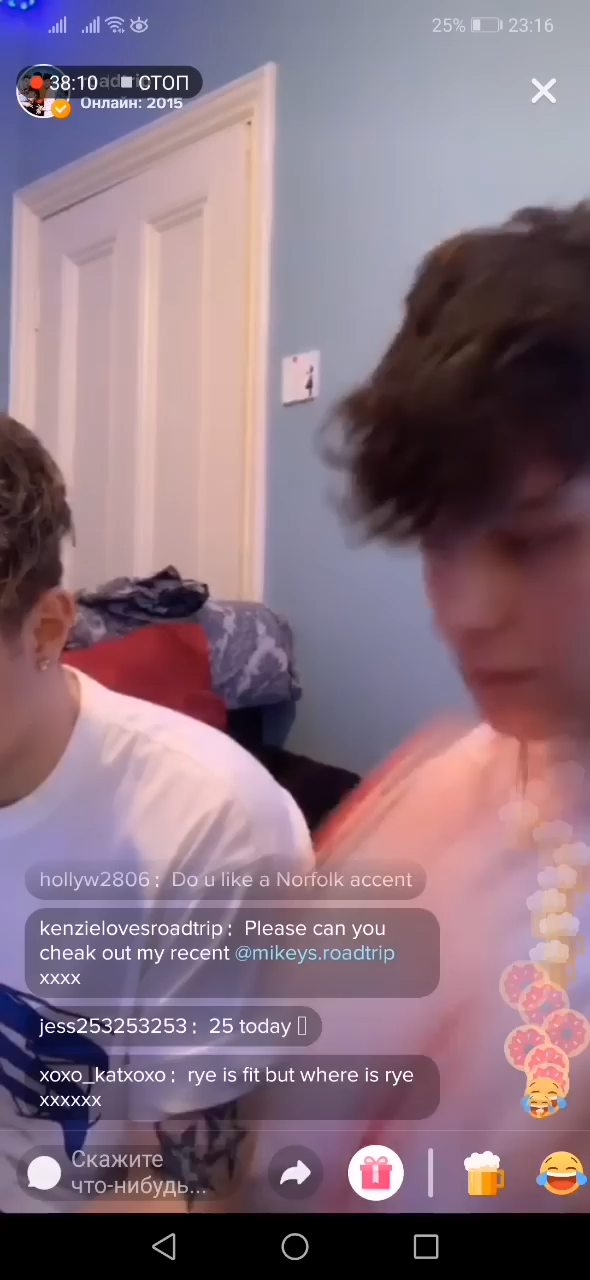 25% 23:16
38:10 СТОП
Онлайн: 2015
hollyw2806: Do u like a Norfolk accent
kenzielovesroadtrip: Please can you
cheak out my recent @mikeys.roadtrip
xxxx
jess253253253: 25 today
xoxo_katxoxo: rye is fit but where is rye
xxxxxx
Скажите
что-нибудь...